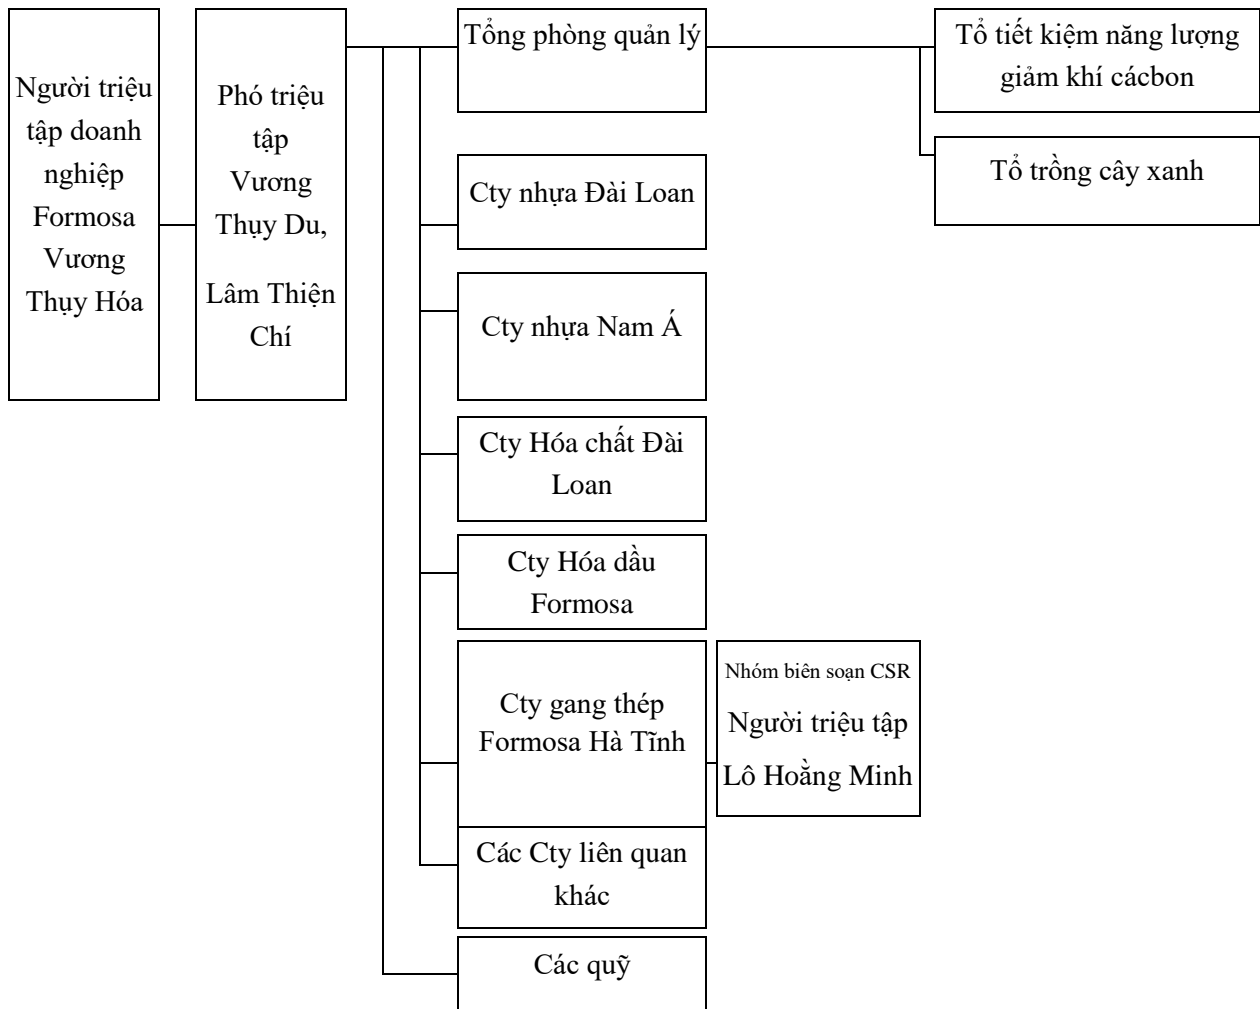 Người triệu
tập doanh
nghiệp
Formosa
Vương
Thụy Hóa
Phó triệu
tập
Vương
Thụy Du,
Lâm Thiện
Chí
Tổng phòng quản lý
Cty nhựa Đài Loan
Cty nhựa Nam Á
Cty Hóa chất Đài
Loan
Cty Hóa dầu
Formosa
Cty gang thép
Formosa Hà Tĩnh
Các Cty liên quan
khác
Các quỹ
Nhóm biên soạn CSR
Người triệu tập
Lô Hoằng Minh
Tổ tiết kiệm năng lượng
giảm khí cácbon
Tổ trồng cây xanh